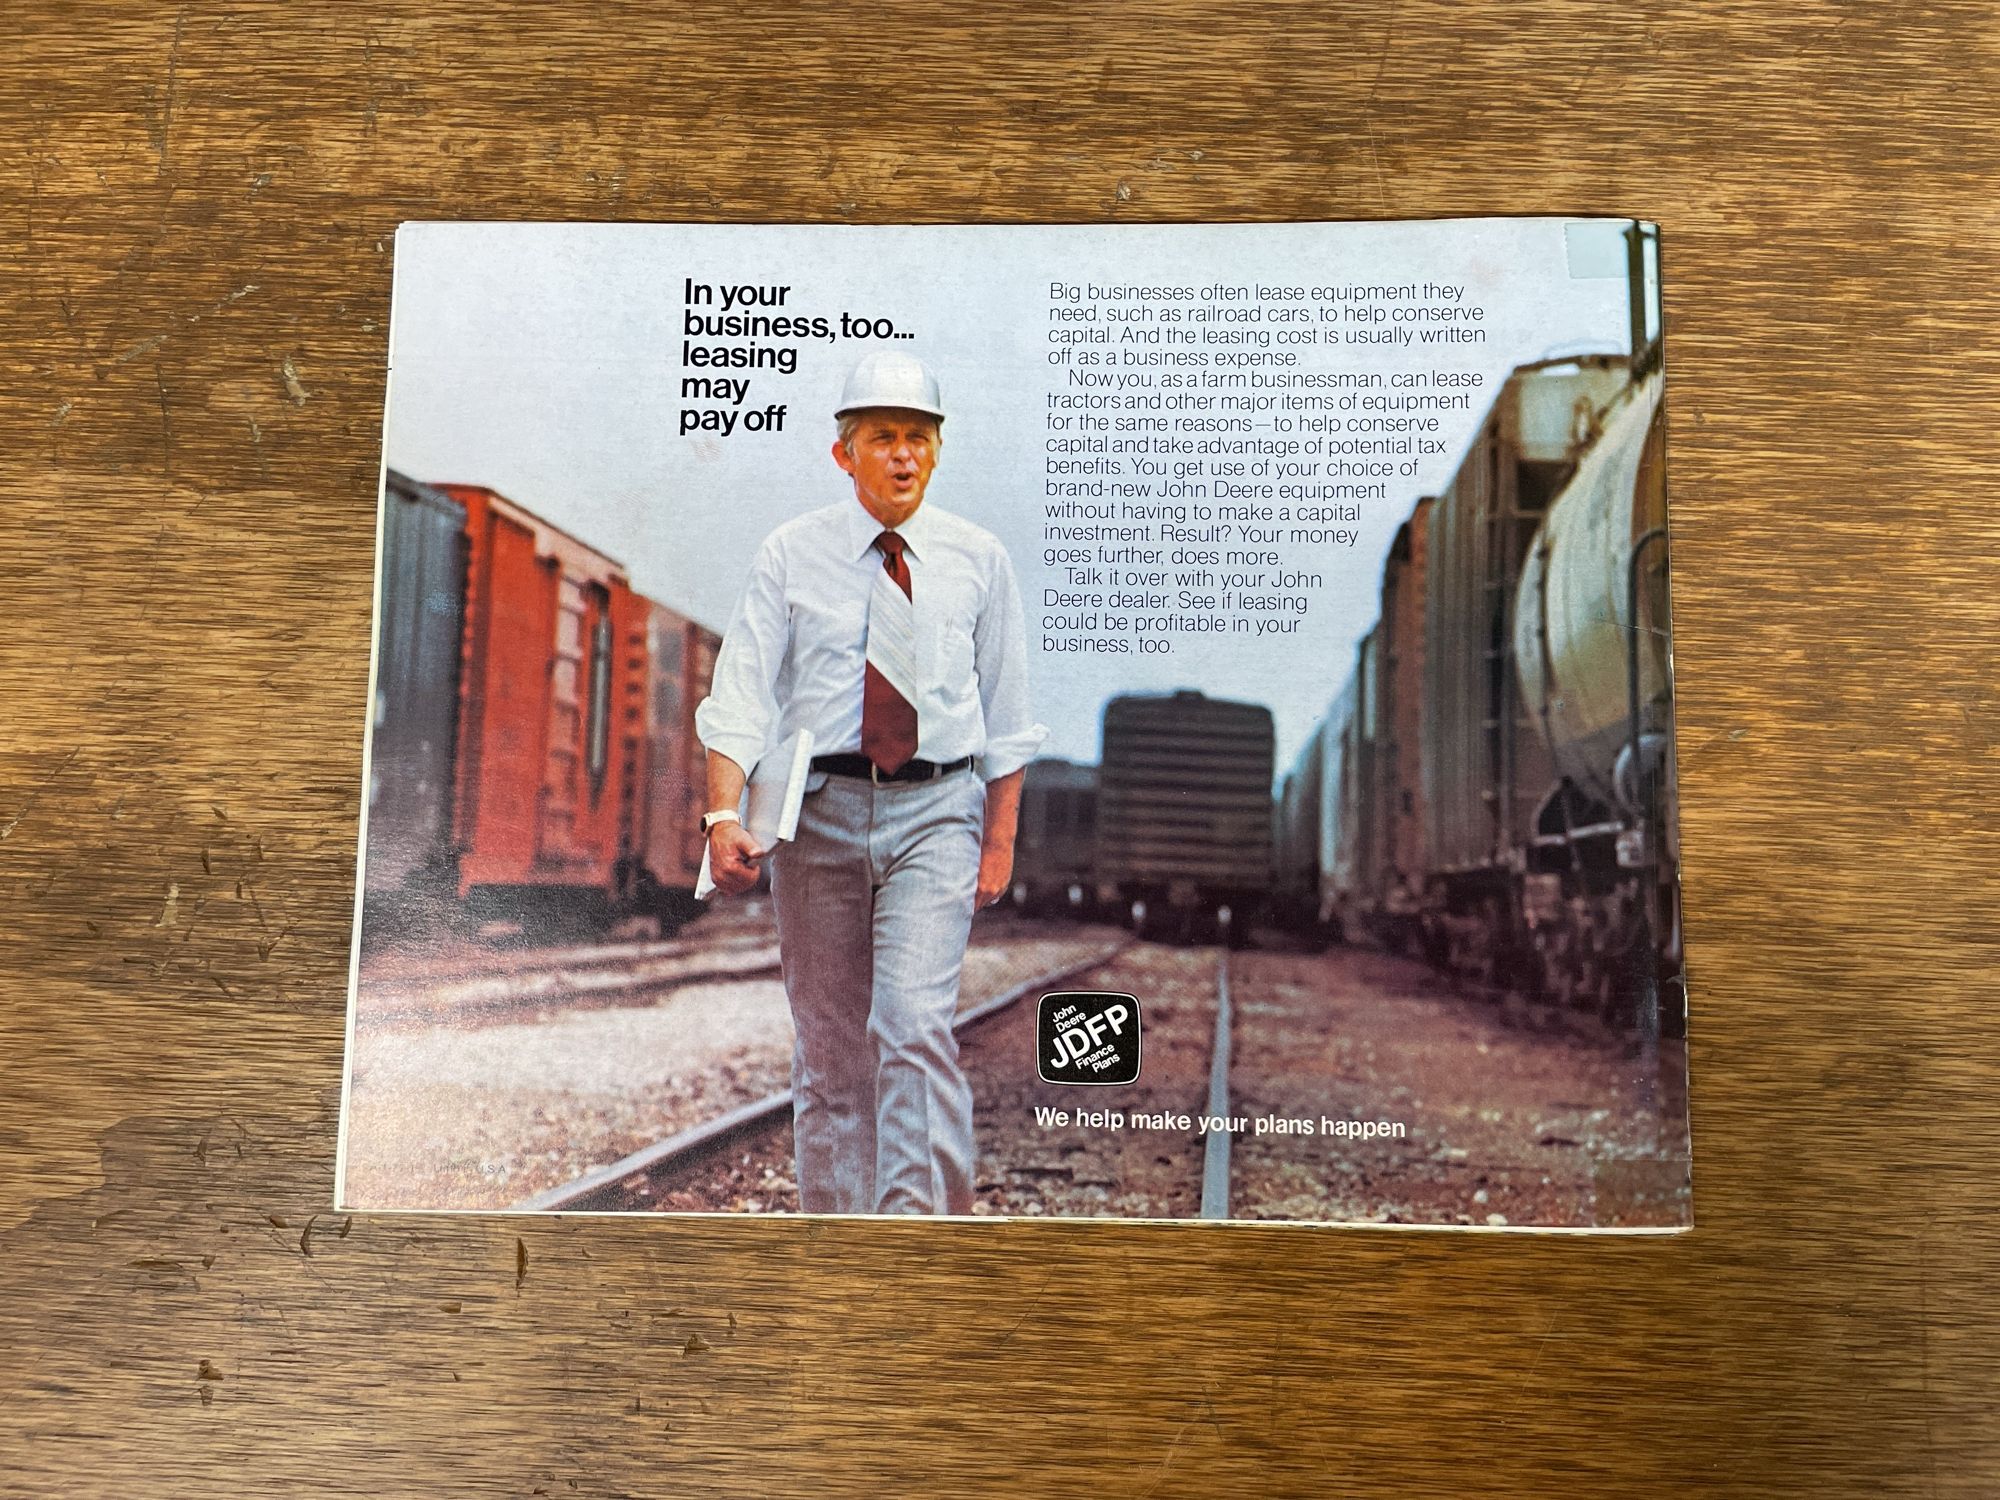 In your
business, too...
leasing
may
pay off
Big businesses often lease equipment they
need, such as railroad cars, to help conserve
capital. And the leasing cost is usually written
off as a business expense.
Now you, as a farm businessman, can lease
tractors and other major items of equipment
for the same reasons—to help conserve
capital and take advantage of potential tax
benefits. You get use of your choice of
brand-new John Deere equipment
without having to make a capital
investment. Result? Your money
goes further, does more.
Talk it over with your John
Deere dealer. See if leasing
could be profitable in your
business, too.
John
Deere
JDFP
Finance
Plans
We help make your plans happen
USA